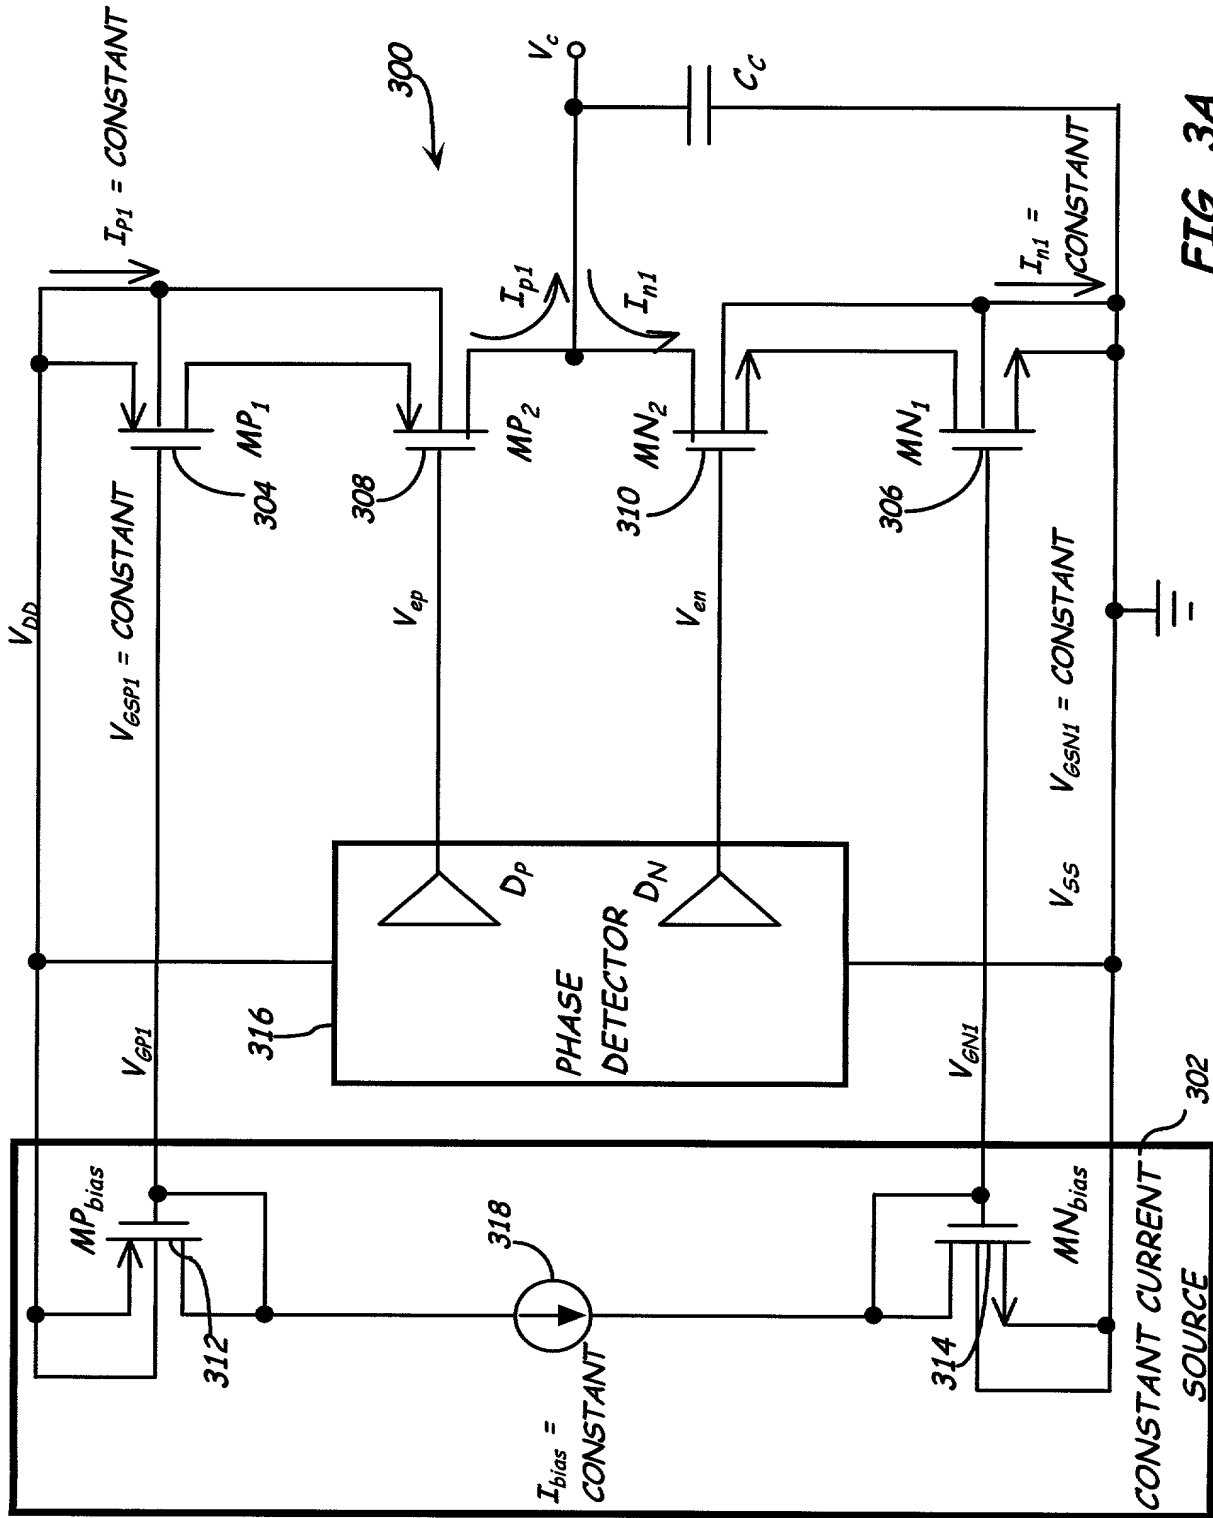 V_DD
I_P1 = CONSTANT
V_GSP1 = CONSTANT
V_GP1
MP_bias
312
304
MP_1
300
V_c
C_C
I_p1
I_n1
308
MP_2
V_ep
316
D_P
PHASE
DETECTOR
D_N
318
I_bias =
CONSTANT
V_en
310
MN_2
306
MN_1
I_n1 =
CONSTANT
V_GN1
V_SS
V_GSN1 = CONSTANT
314
MN_bias
CONSTANT CURRENT
SOURCE
302
FIG. 3A